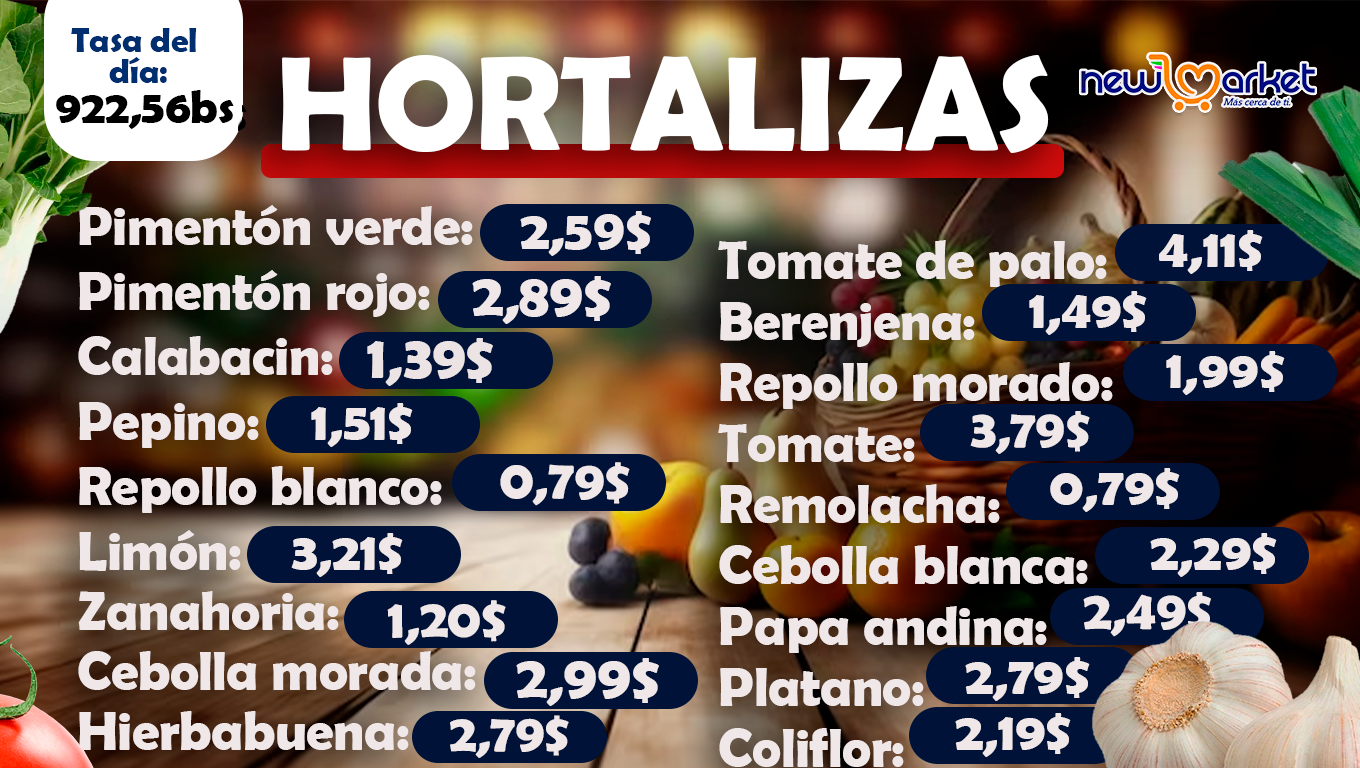 Tasa del
día:
922,56bs
HORTALIZAS
newmarket
Más cerca de ti.
Pimentón verde: 2,59$
Pimentón rojo: 2,89$
Calabacin: 1,39$
Pepino: 1,51$
Repollo blanco: 0,79$
Limón: 3,21$
Zanahoria: 1,20$
Cebolla morada: 2,99$
Hierbabuena: 2,79$
Tomate de palo: 4,11$
Berenjena: 1,49$
Repollo morado: 1,99$
Tomate: 3,79$
Remolacha: 0,79$
Cebolla blanca: 2,29$
Papa andina: 2,49$
Platano: 2,79$
Coliflor: 2,19$